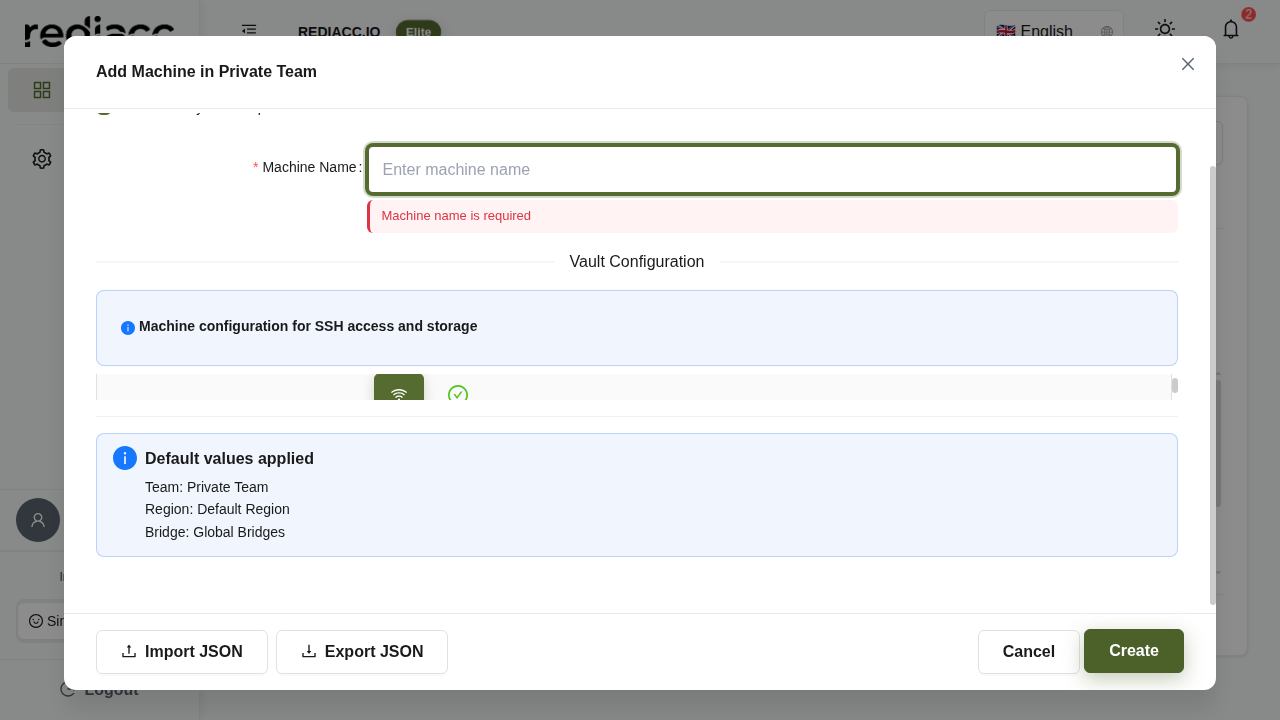 rediacc
REDIACC.IO
Elite
English
2
Add Machine in Private Team
* Machine Name:
Enter machine name
Machine name is required
Vault Configuration
Machine configuration for SSH access and storage
Default values applied
Team: Private Team
Region: Default Region
Bridge: Global Bridges
Import JSON
Export JSON
Cancel
Create
Logout